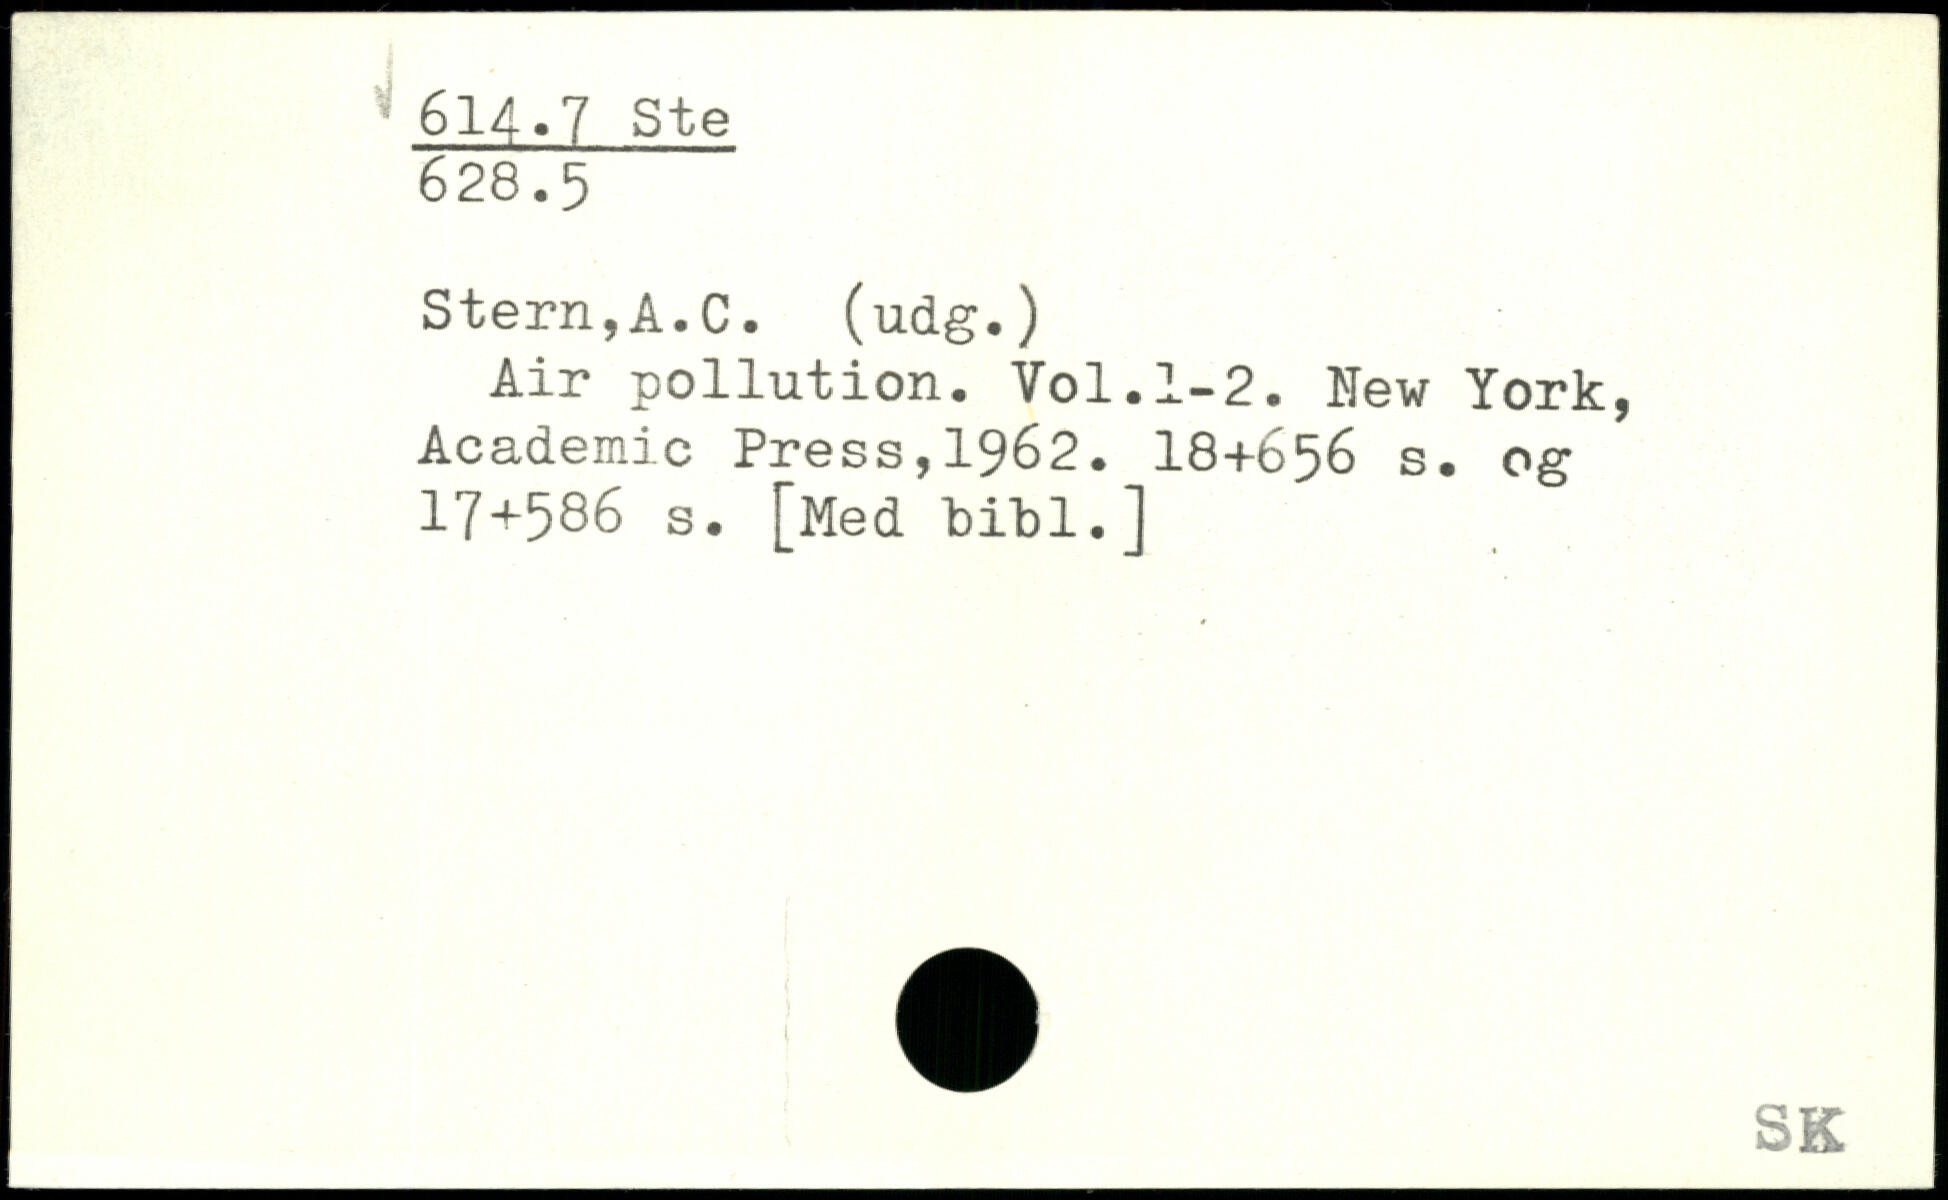 614.7 Ste
628.5
Stern,A.C. (udg.)
Air pollution. Vol.1-2. New York,
Academic Press,1962. 18+656 s. og
17+586 s. [Med bibl.]
SK